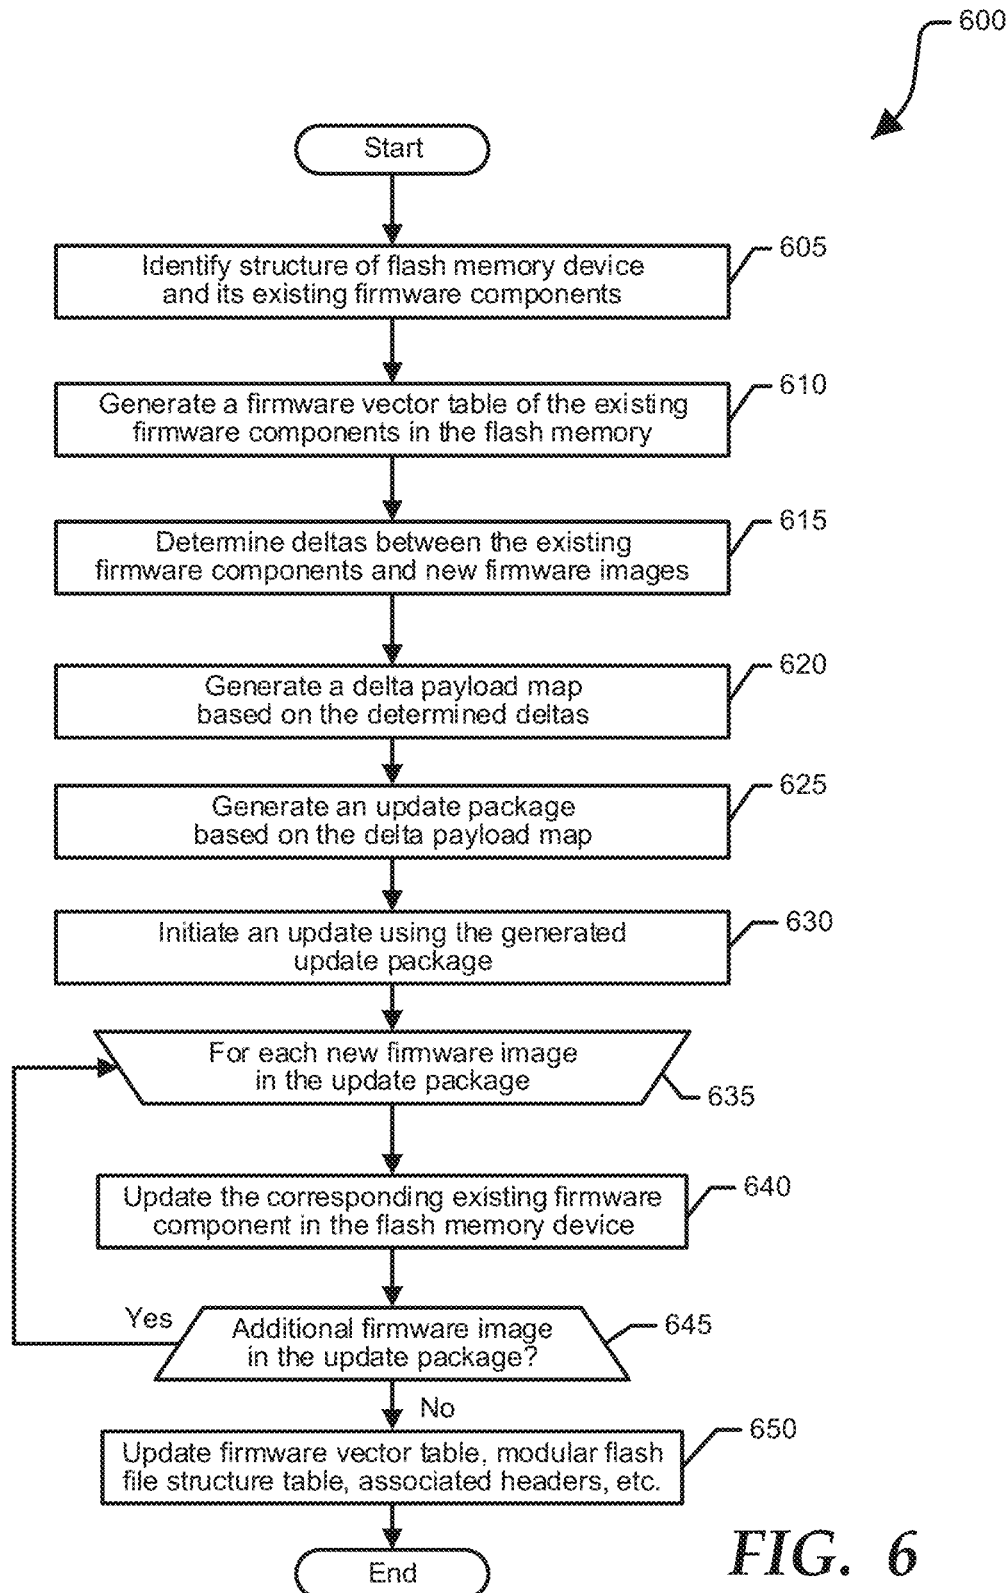 600
Start
605
Identify structure of flash memory device
and its existing firmware components
610
Generate a firmware vector table of the existing
firmware components in the flash memory
615
Determine deltas between the existing
firmware components and new firmware images
620
Generate a delta payload map
based on the determined deltas
625
Generate an update package
based on the delta payload map
630
Initiate an update using the generated
update package
For each new firmware image
in the update package
635
640
Update the corresponding existing firmware
component in the flash memory device
Yes
Additional firmware image
in the update package?
645
No
650
Update firmware vector table, modular flash
file structure table, associated headers, etc.
End
FIG. 6